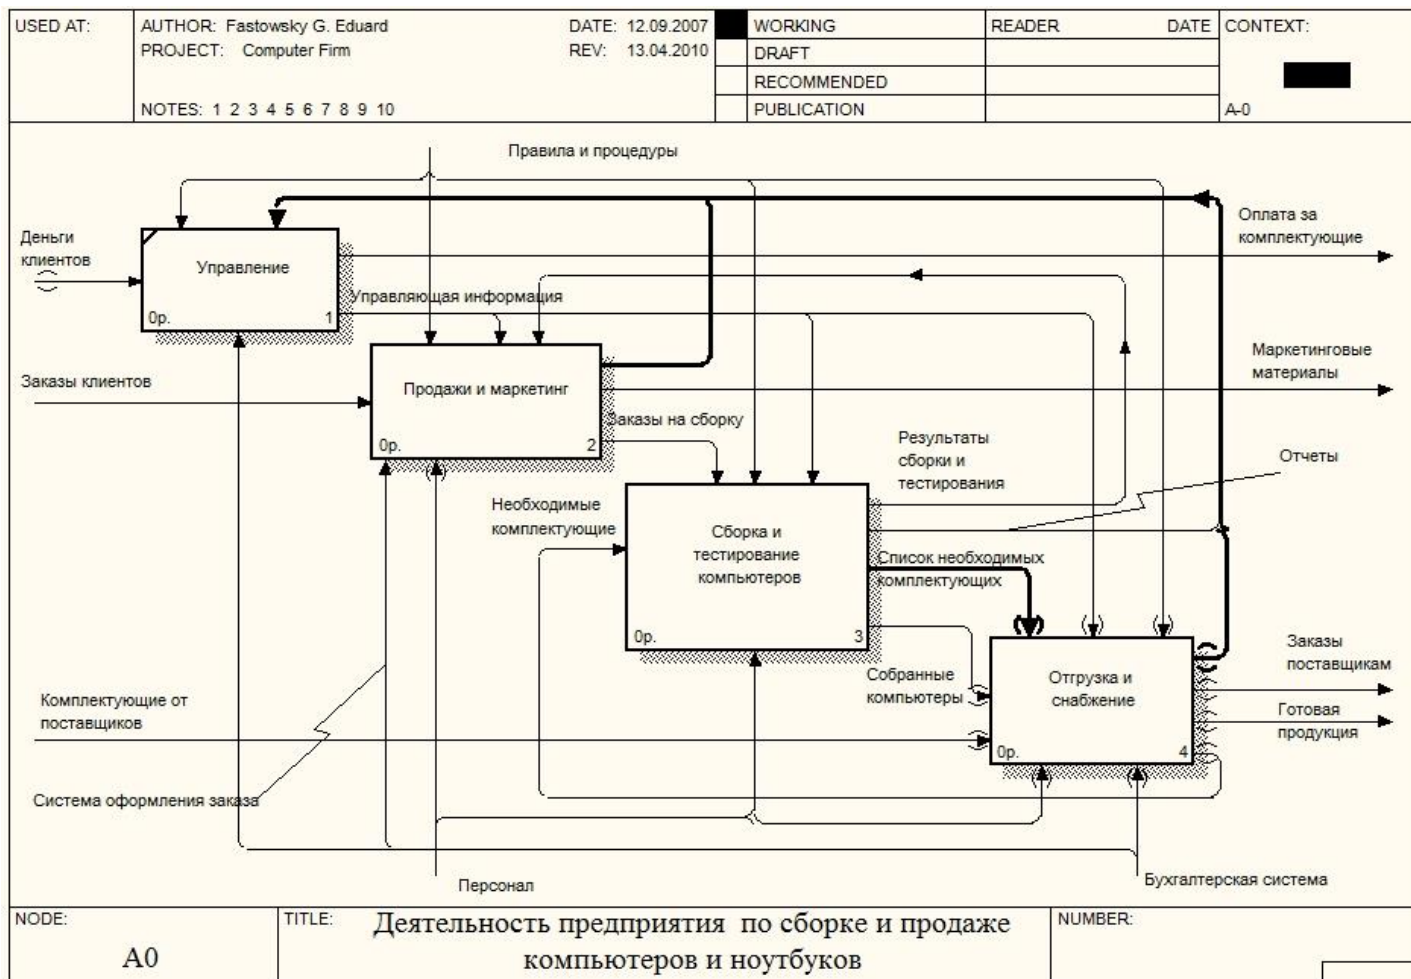 USED AT:
AUTHOR: Fastowsky G. Eduard
DATE: 12.09.2007
WORKING
READER
DATE
CONTEXT:
PROJECT: Computer Firm
REV: 13.04.2010
DRAFT
RECOMMENDED
NOTES: 1 2 3 4 5 6 7 8 9 10
PUBLICATION
A-0
Правила и процедуры
Деньги
клиентов
Управление
0р.
1
Оплата за
комплектующие
Управляющая информация
Заказы клиентов
Продажи и маркетинг
0р.
2
Маркетинговые
материалы
Заказы на сборку
Результаты
сборки и
тестирования
Отчеты
Необходимые
комплектующие
Сборка и
тестирование
компьютеров
0р.
3
Список необходимых
комплектующих
Собранные
компьютеры
Отгрузка и
снабжение
0р.
4
Заказы
поставщикам
Готовая
продукция
Комплектующие от
поставщиков
Система оформления заказа
Персонал
Бухгалтерская система
NODE:
A0
TITLE:
Деятельность предприятия по сборке и продаже
компьютеров и ноутбуков
NUMBER: